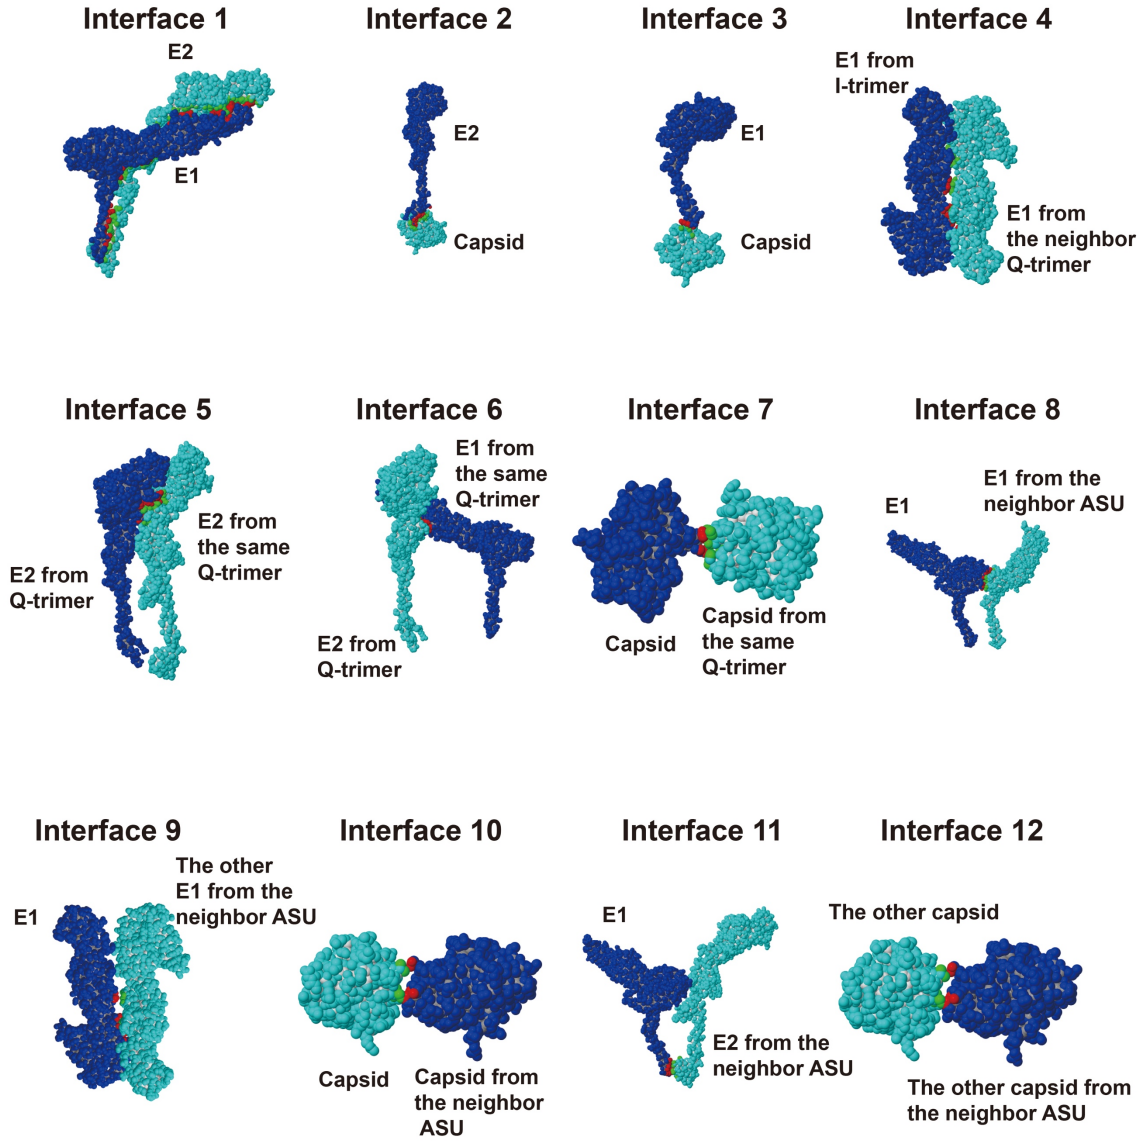 Interface 1
E2
E1
Interface 2
E2
Capsid
Interface 3
E1
Capsid
Interface 4
E1 from
I-trimer
E1 from
the neighbor
Q-trimer
Interface 5
E2 from
Q-trimer
E2 from
the same
Q-trimer
Interface 6
E1 from
the same
Q-trimer
E2 from
Q-trimer
Interface 7
Capsid
Capsid from
the same
Q-trimer
Interface 8
E1
E1 from the
neighbor ASU
Interface 9
The other
E1 from the
neighbor ASU
E1
Interface 10
Capsid
Capsid from
the neighbor
ASU
Interface 11
E1
E2 from the
neighbor ASU
Interface 12
The other capsid
The other capsid from
the neighbor ASU